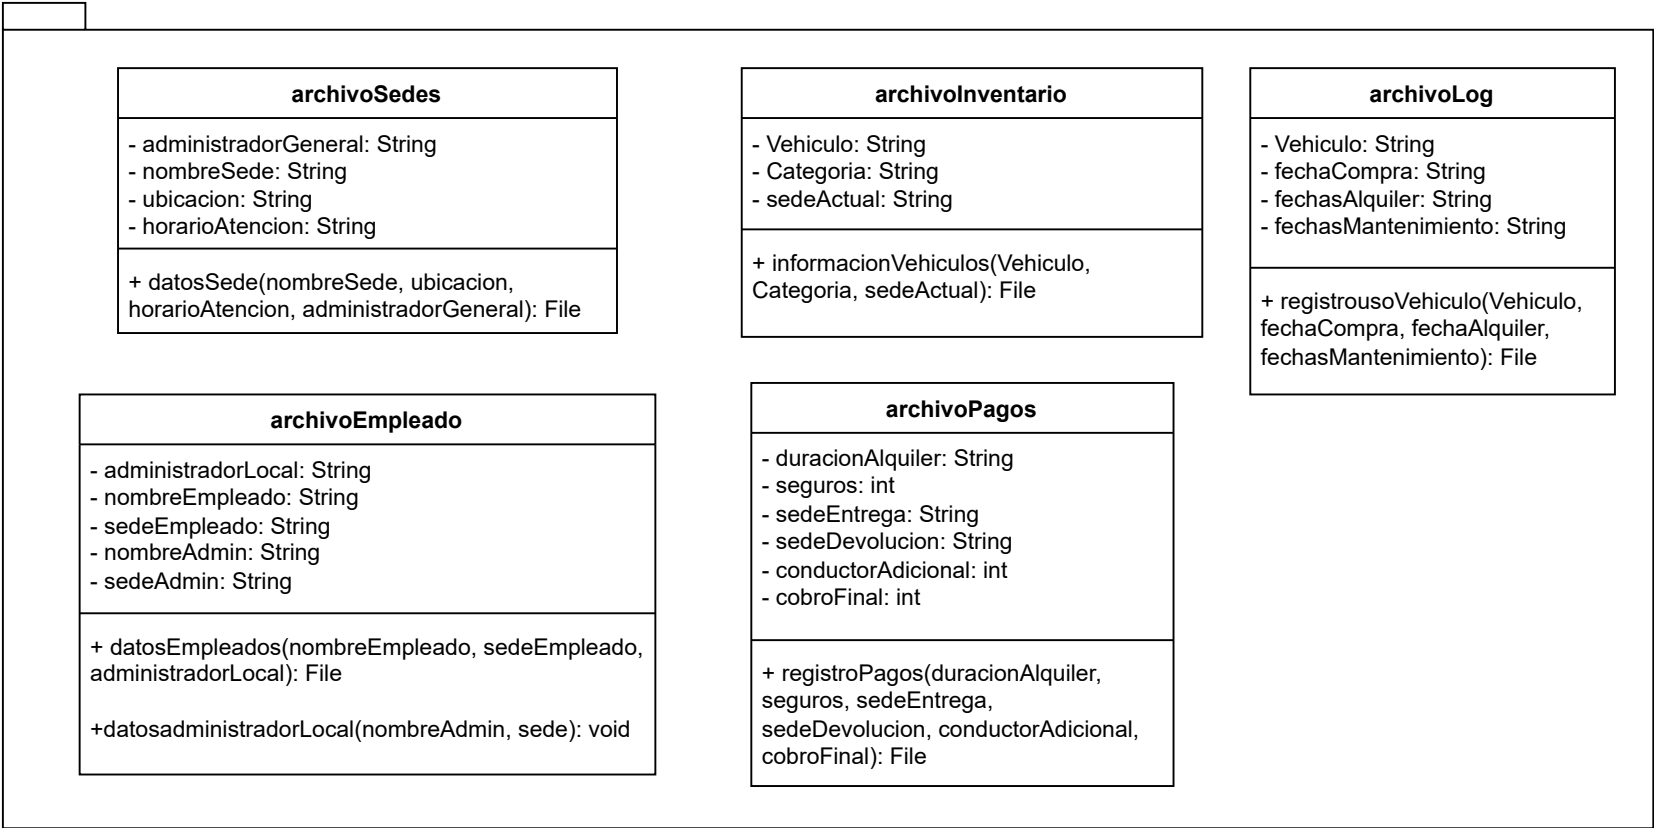 archivoSedes
- administradorGeneral: String
- nombreSede: String
- ubicacion: String
- horarioAtencion: String
+ datosSede(nombreSede, ubicacion,
horarioAtencion, administradorGeneral): File
archivoInventario
- Vehiculo: String
- Categoria: String
- sedeActual: String
+ informacionVehiculos(Vehiculo,
Categoria, sedeActual): File
archivoLog
- Vehiculo: String
- fechaCompra: String
- fechasAlquiler: String
- fechasMantenimiento: String
+ registrousoVehiculo(Vehiculo,
fechaCompra, fechaAlquiler,
fechasMantenimiento): File
archivoEmpleado
- administradorLocal: String
- nombreEmpleado: String
- sedeEmpleado: String
- nombreAdmin: String
- sedeAdmin: String
+ datosEmpleados(nombreEmpleado, sedeEmpleado,
administradorLocal): File
+datosadministradorLocal(nombreAdmin, sede): void
archivoPagos
- duracionAlquiler: String
- seguros: int
- sedeEntrega: String
- sedeDevolucion: String
- conductorAdicional: int
- cobroFinal: int
+ registroPagos(duracionAlquiler,
seguros, sedeEntrega,
sedeDevolucion, conductorAdicional,
cobroFinal): File